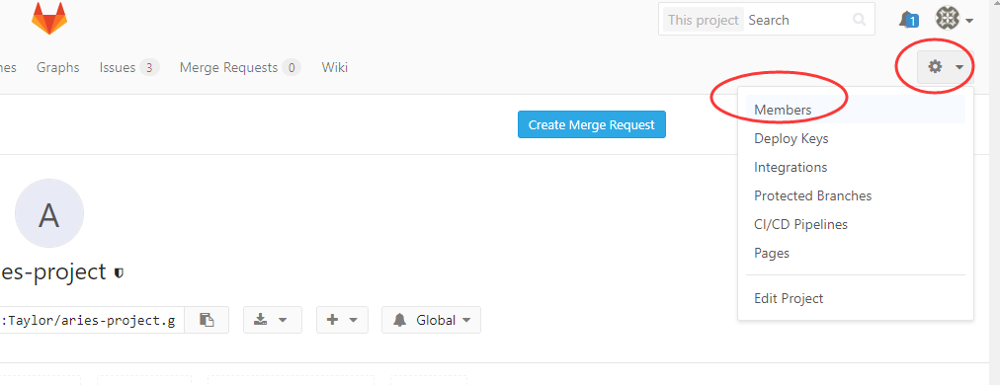 This project Search
1
nes Graphs Issues 3 Merge Requests 0 Wiki
Members
Create Merge Request
Deploy Keys
Integrations
Protected Branches
CI/CD Pipelines
A
Pages
es-project
Edit Project
:Taylor/aries-project.g
Global